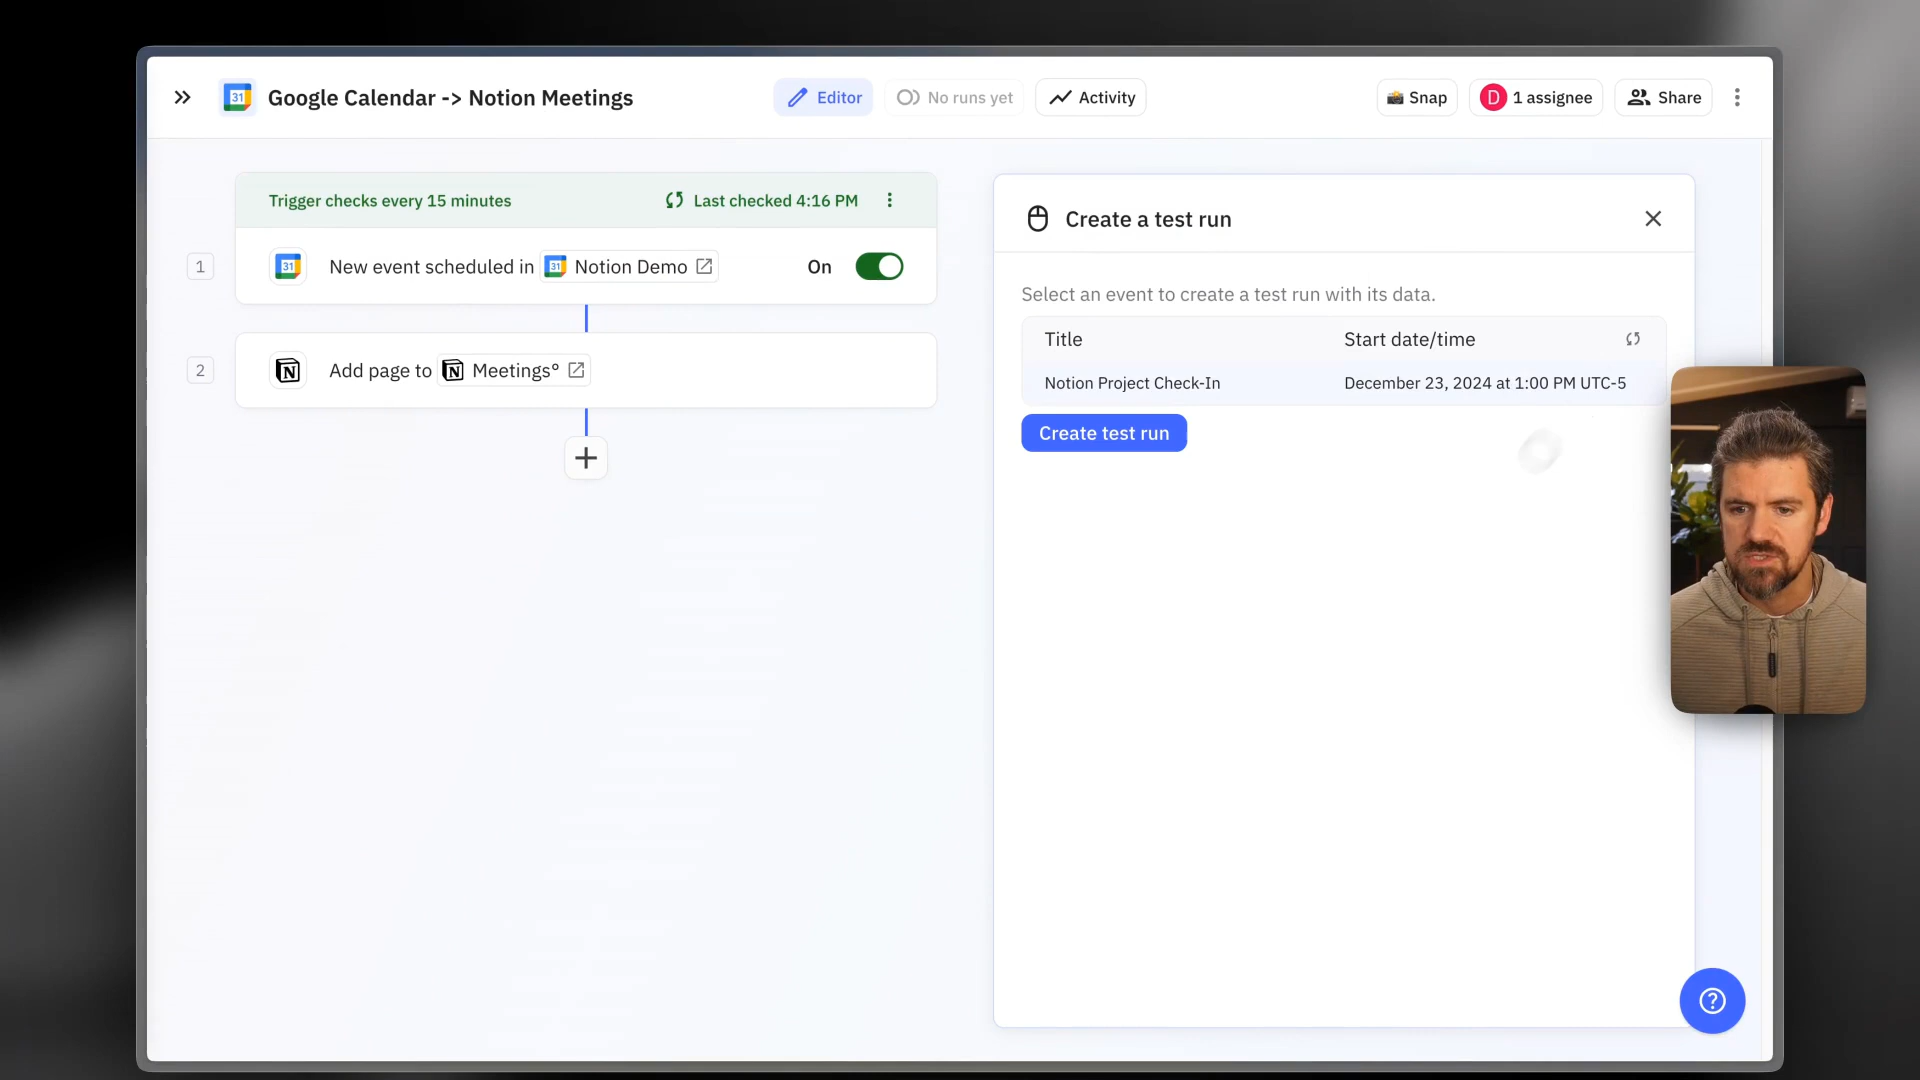 Google Calendar -> Notion Meetings
Editor
No runs yet
Activity
Snap
D
1 assignee
Share
Trigger checks every 15 minutes
Last checked 4:16 PM
1
31
New event scheduled in
31
Notion Demo
On
2
Add page to
Meetings°
Create a test run
Select an event to create a test run with its data.
Title
Start date/time
Notion Project Check-In
December 23, 2024 at 1:00 PM UTC-5
Create test run